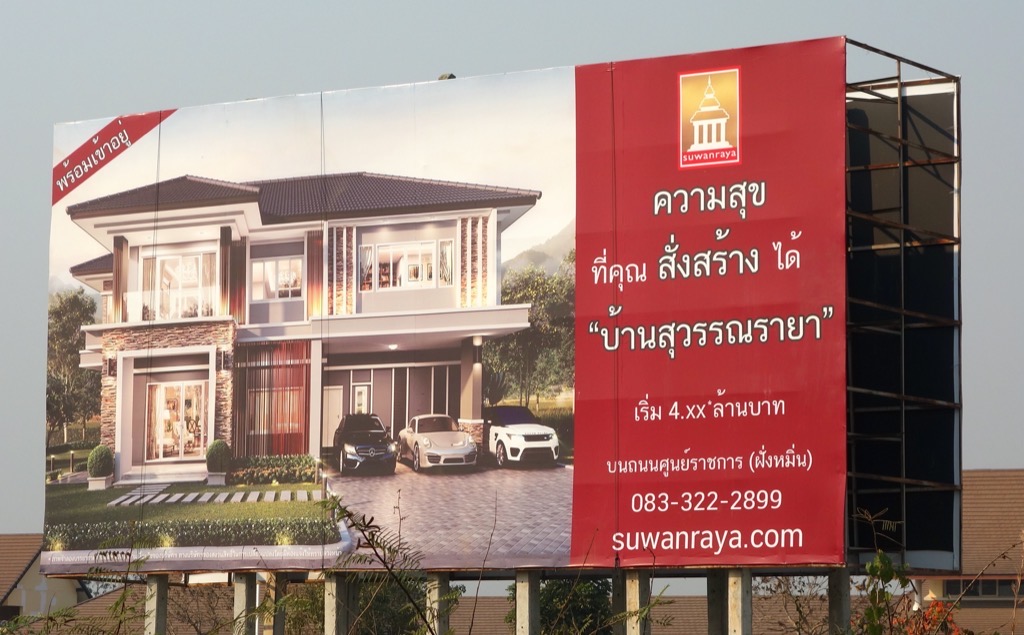 พร้อมเข้าอยู่
suwanraya
ความสุข
ที่คุณ สั่งสร้าง ได้
“บ้านสุวรรณรายา”
เริ่ม 4.xx*ล้านบาท
บนถนนศูนย์ราชการ (ฝั่งหมิ่น)
083-322-2899
suwanraya.com